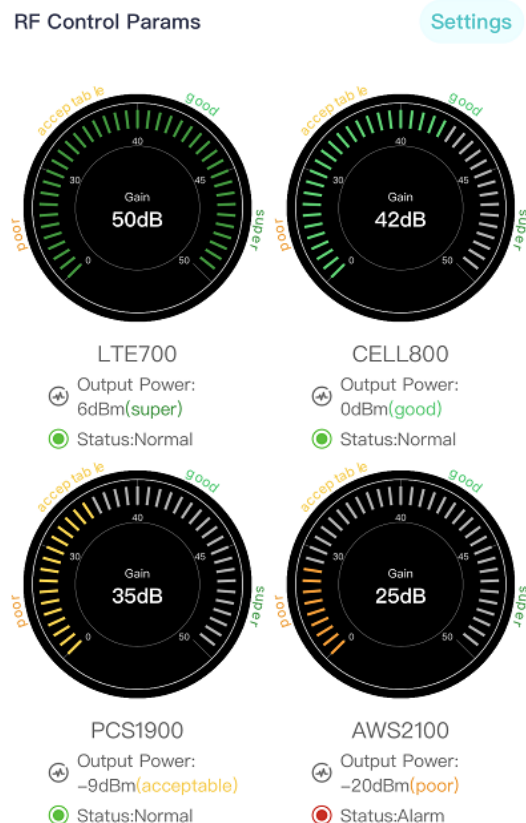 RF Control Params
Settings
acceptable
good
40
30
45
Gain
50dB
poor
super
0
50
acceptable
good
40
30
45
Gain
42dB
poor
super
0
50
LTE700
Output Power:
6dBm(super)
Status:Normal
CELL800
Output Power:
0dBm(good)
Status:Normal
acceptable
good
40
30
45
Gain
35dB
poor
super
0
50
acceptable
good
40
30
45
Gain
25dB
poor
super
0
50
PCS1900
Output Power:
-9dBm(acceptable)
Status:Normal
AWS2100
Output Power:
-20dBm(poor)
Status:Alarm